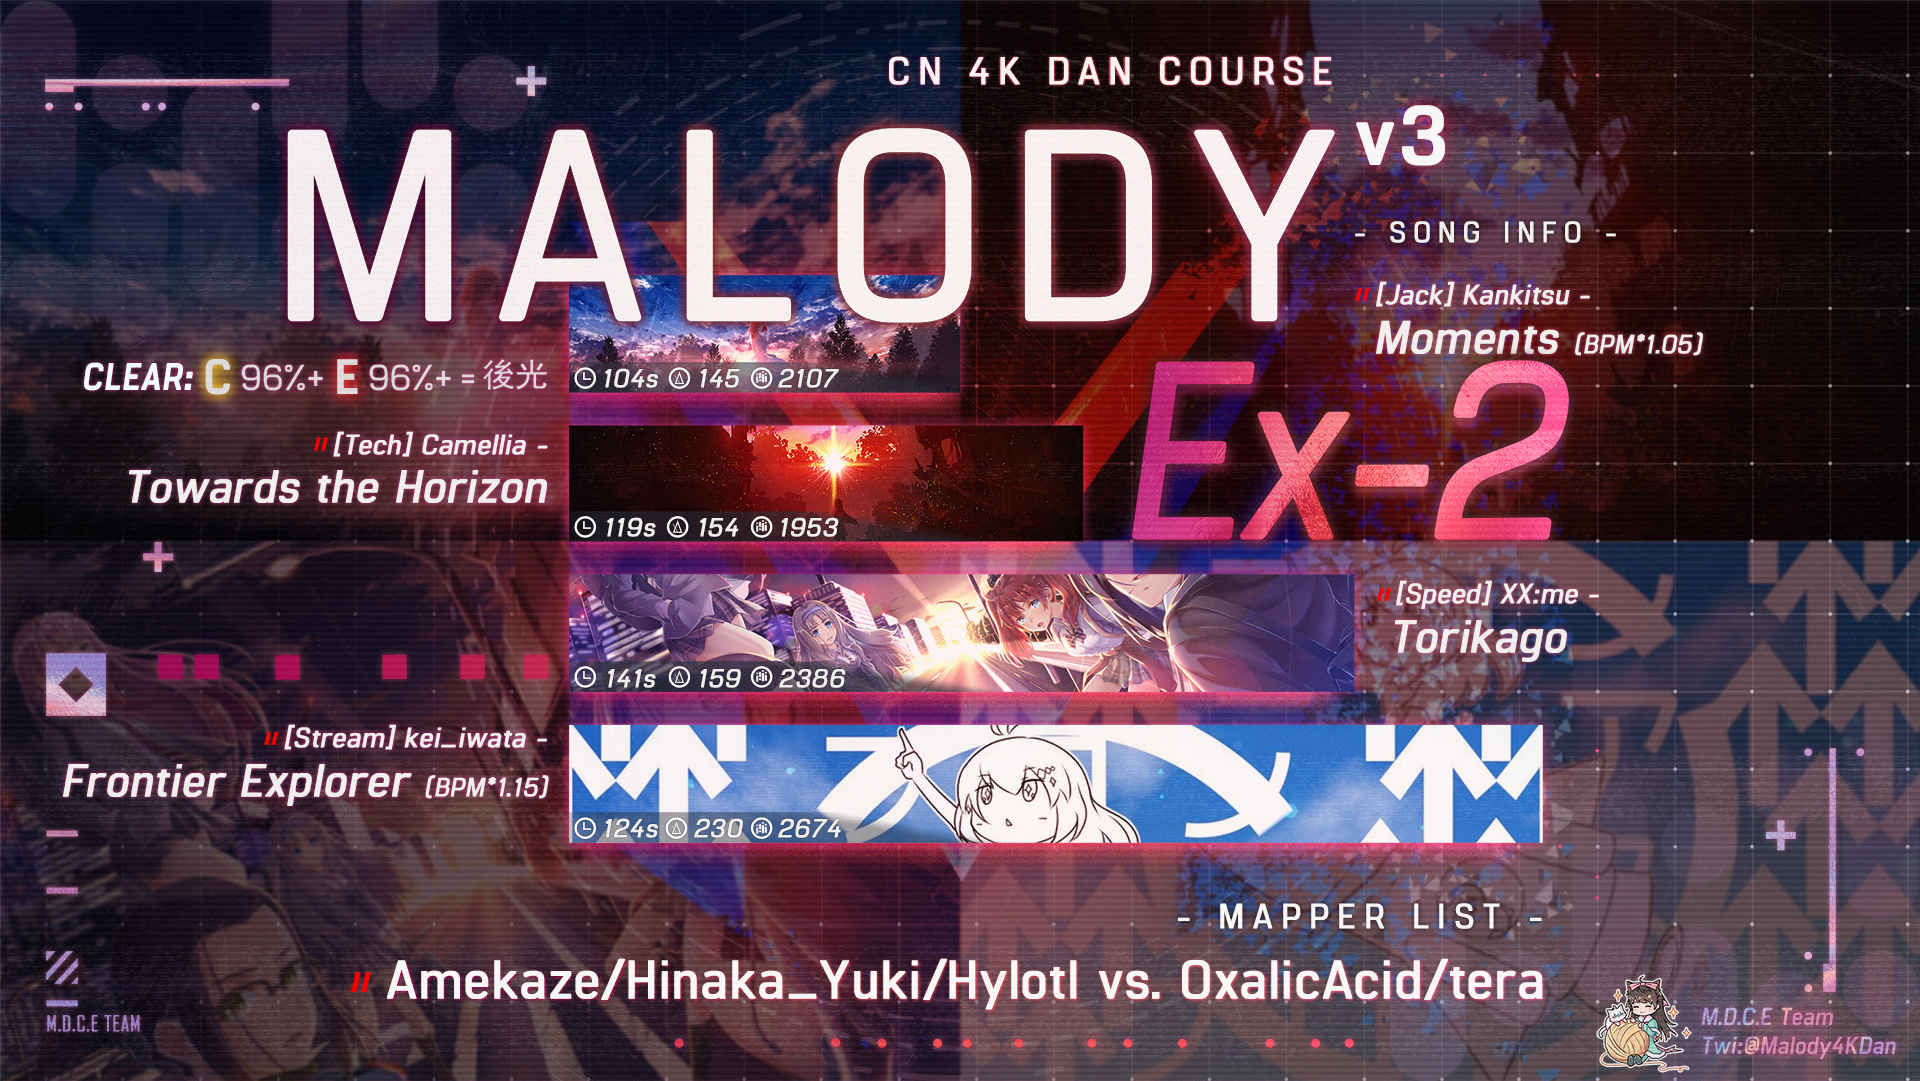 CN 4K DAN COURSE
MALODY v3
- SONG INFO -
〃[Jack] Kankitsu -
Moments (BPM*1.05)
CLEAR: C 96%+ E 96%+ = 後光
104s 145 2107
Ex-2
〃[Tech] Camellia -
Towards the Horizon
119s 154 1953
〃[Speed] XX:me -
Torikago
141s 159 2386
〃[Stream] kei_iwata -
Frontier Explorer (BPM*1.15)
124s 230 2674
- MAPPER LIST -
〃Amekaze/Hinaka_Yuki/Hylotl vs. OxalicAcid/tera
M.D.C.E TEAM
M.D.C.E Team
Twi:@Malody4KDan